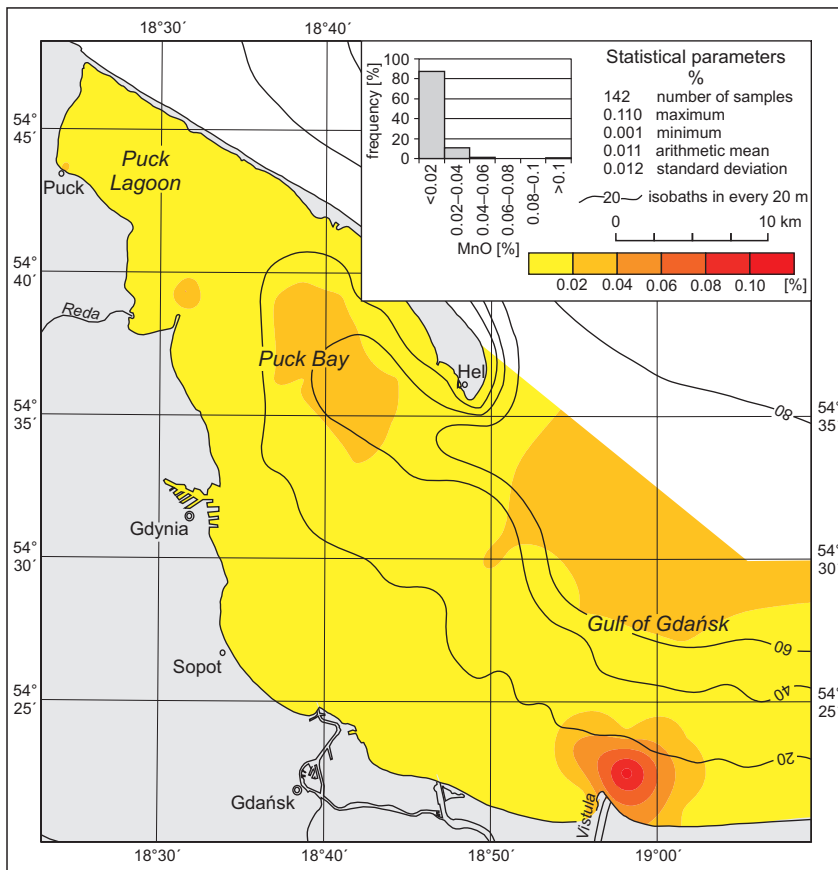 18°30´ 18°40´
Statistical parameters
%
142 number of samples
0.110 maximum
0.001 minimum
0.011 arithmetic mean
0.012 standard deviation
20 isobaths in every 20 m
0 10 km
frequency [%]
100
80
60
40
20
0
<0.02
0.02–0.04
0.04–0.06
0.06–0.08
0.08–0.1
>0.1
MnO [%]
0.02 0.04 0.06 0.08 0.10 [%]
54°
45´
54°
40´
54°
35´
54°
30´
54°
25´
Puck
Lagoon
Puck
Reda
Puck Bay
Hel
80
54°
35´
Gdynia
54°
30´
Gulf of Gdańsk
60
Sopot
40
54°
25´
20
Gdańsk
Vistula
18°30´ 18°40´ 18°50´ 19°00´